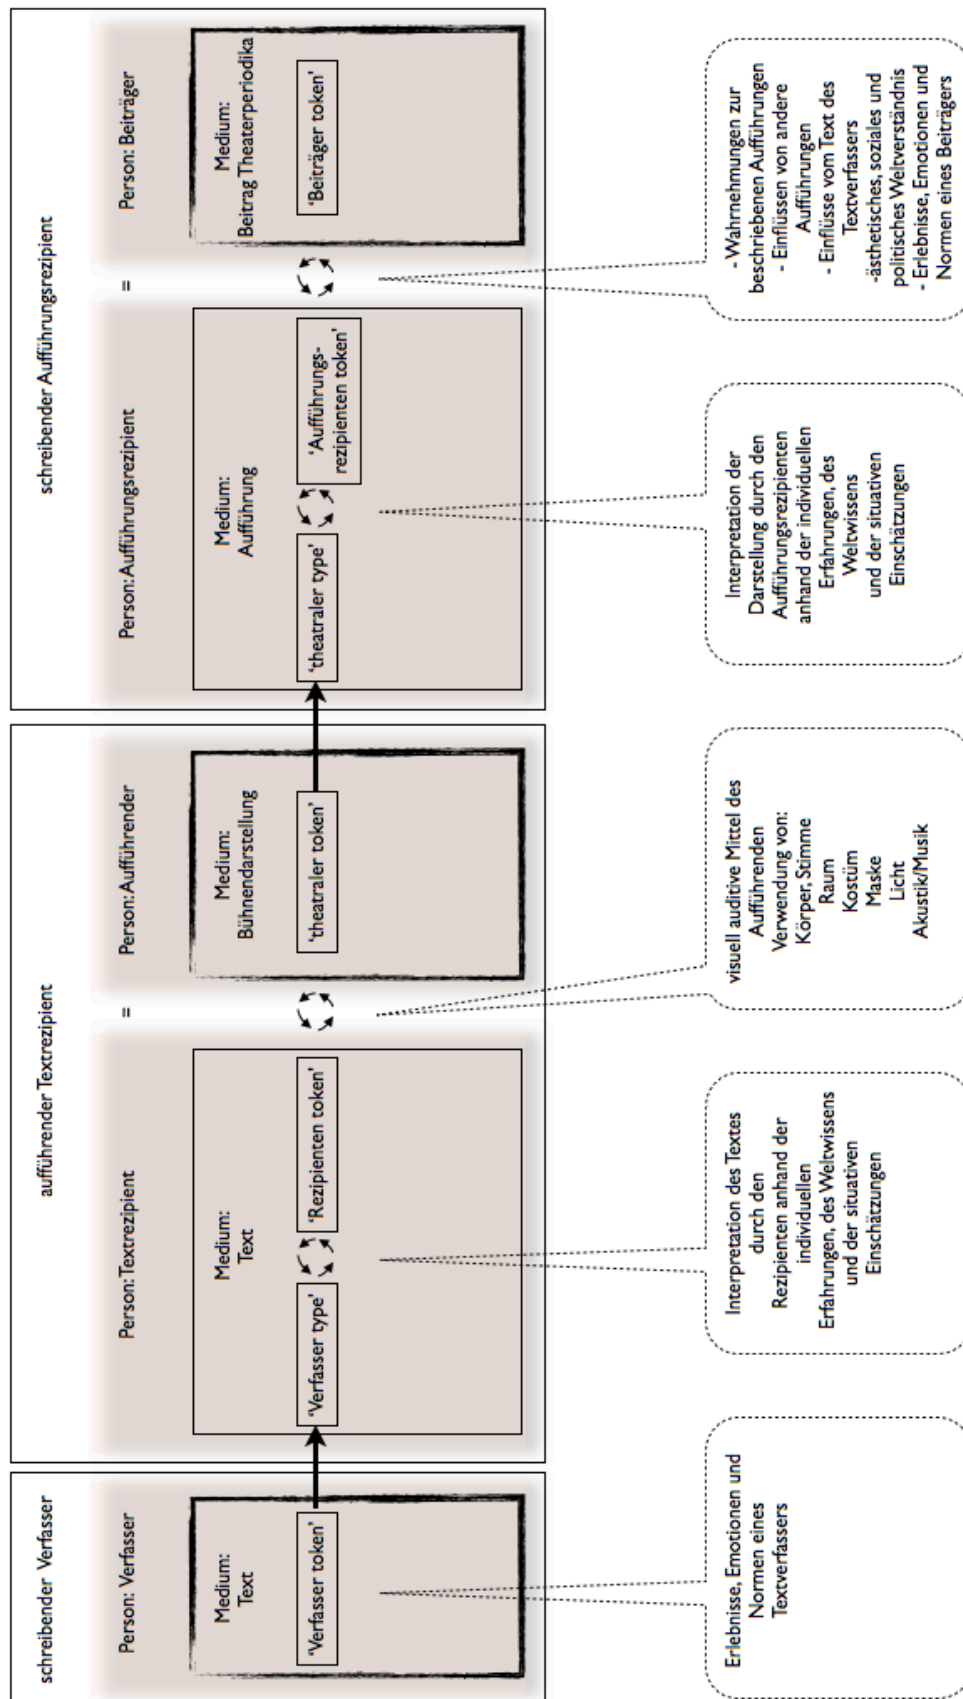 schreibender Verfasser
Person: Verfasser
Medium:
Text
‘Verfasser token’
Erlebnisse, Emotionen und
Normen eines
Textverfassers
aufführender Textrezipient
Person: Textrezipient
=
Person: Aufführender
Medium:
Text
‘Verfasser type’
‘Rezipienten token’
Medium:
Bühnendarstellung
‘theatraler token’
Interpretation des Textes
durch den
Rezipienten anhand der
individuellen
Erfahrungen, des Weltwissens
und der situativen
Einschätzungen
visuell auditive Mittel des
Aufführenden
Verwendung von:
Körper, Stimme
Raum
Kostüm
Maske
Licht
Akustik/Musik
schreibender Aufführungsrezipient
Person: Aufführungsrezipient
=
Person: Beiträger
Medium:
Aufführung
‘theatraler type’
‘Aufführungs-
rezipienten token’
Medium:
Beitrag Theaterperiodika
‘Beiträger token’
Interpretation der
Darstellung durch den
Aufführungsrezipienten
anhand der individuellen
Erfahrungen, des
Weltwissens
und der situativen
Einschätzungen
- Wahrnehmungen zur
beschriebenen Aufführungen
- Einflüssen von andere
Aufführungen
- Einflüsse vom Text des
Textverfassers
-ästhetisches, soziales und
politisches Weltverständnis
- Erlebnisse, Emotionen und
Normen eines Beiträgers